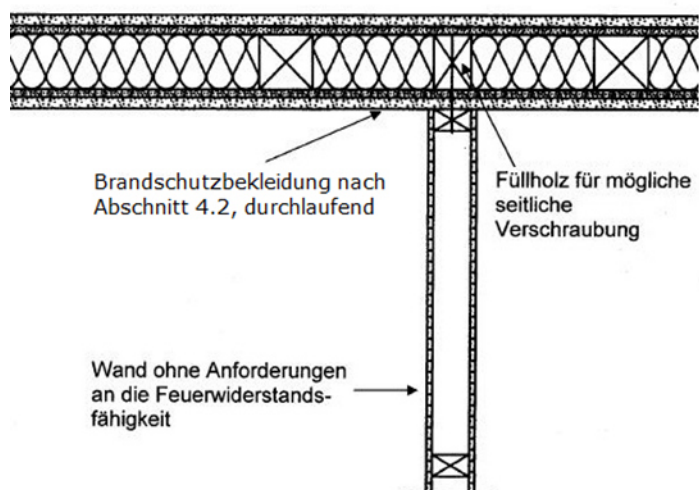 Brandschutzbekleidung nach
Abschnitt 4.2, durchlaufend
Füllholz für mögliche
seitliche
Verschraubung
Wand ohne Anforderungen
an die Feuerwiderstands-
fähigkeit